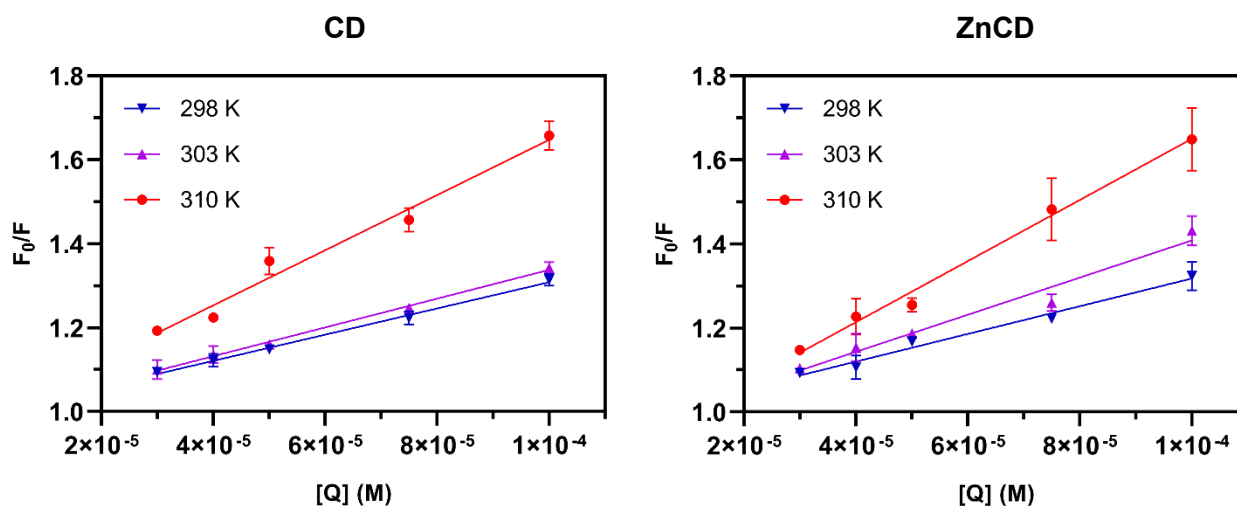 CD
F₀/F
1.8
1.6
1.4
1.2
1.0
298 K
303 K
310 K
2×10⁻⁵ 4×10⁻⁵ 6×10⁻⁵ 8×10⁻⁵ 1×10⁻⁴
[Q] (M)
ZnCD
F₀/F
1.8
1.6
1.4
1.2
1.0
298 K
303 K
310 K
2×10⁻⁵ 4×10⁻⁵ 6×10⁻⁵ 8×10⁻⁵ 1×10⁻⁴
[Q] (M)